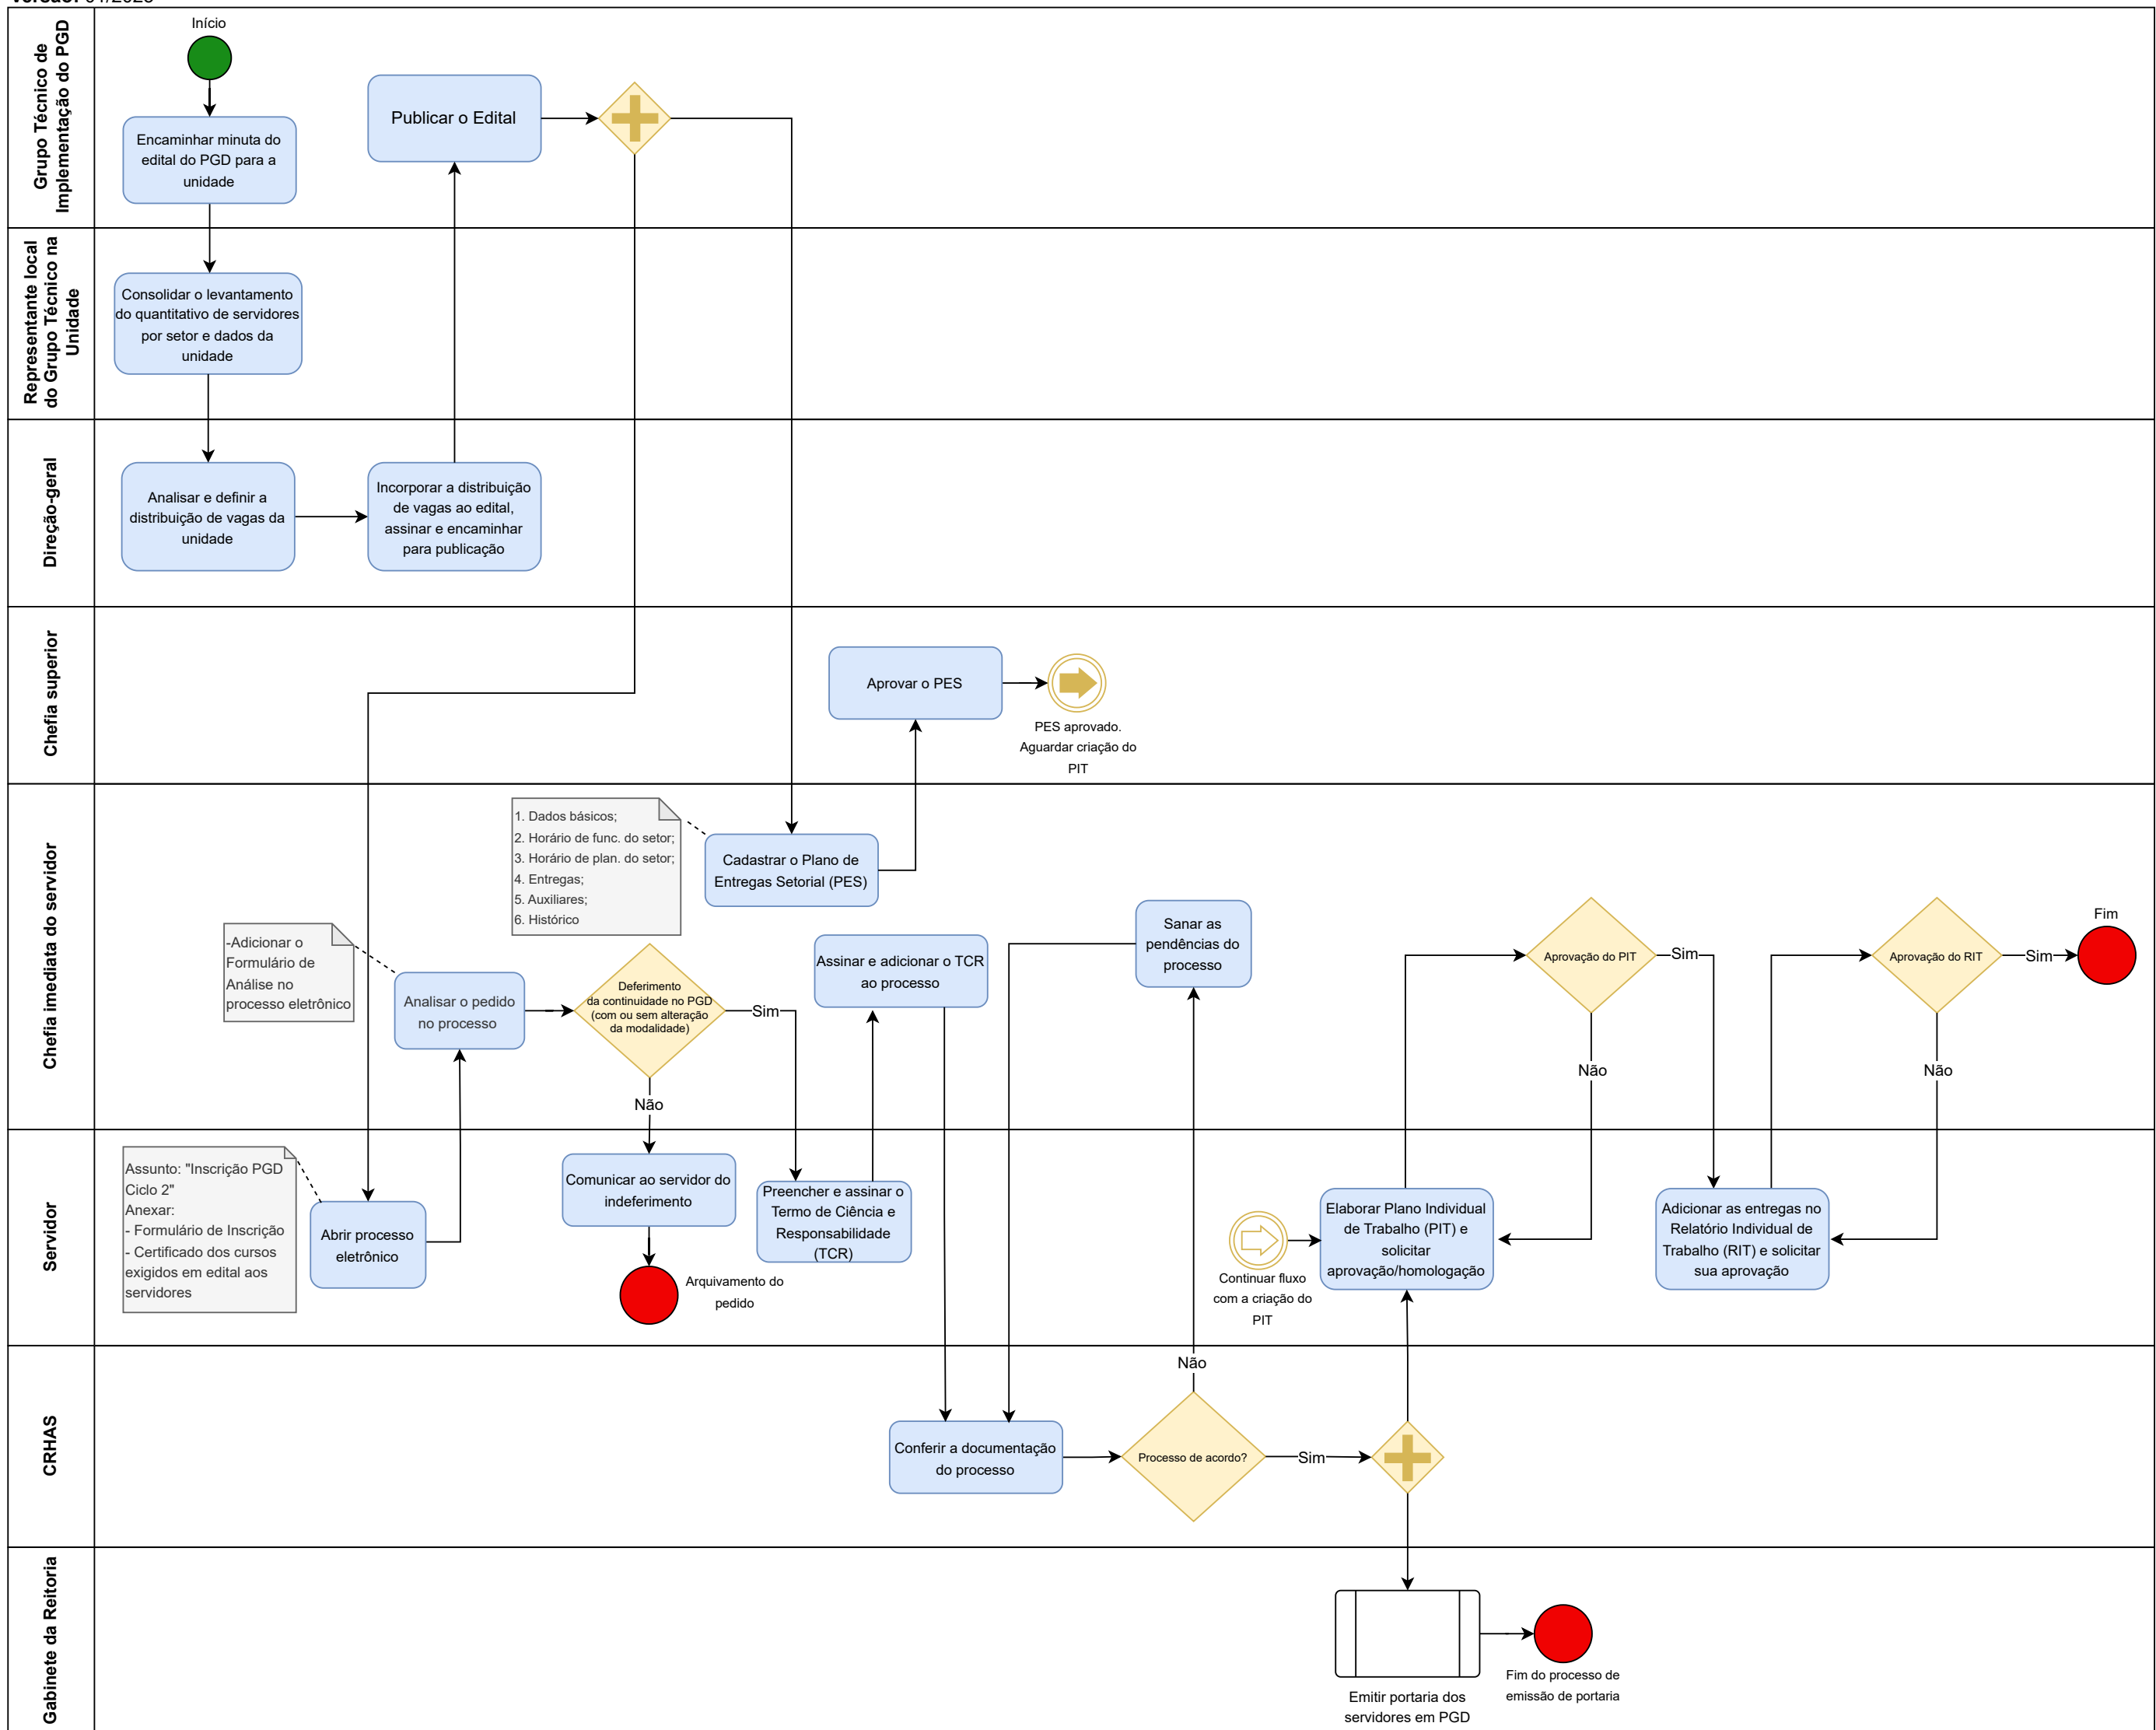 Grupo Técnico de
Implementação do PGD
Início
Encaminhar minuta do
edital do PGD para a
unidade
Publicar o Edital
Representante local
do Grupo Técnico na
Unidade
Consolidar o levantamento
do quantitativo de servidores
por setor e dados da
unidade
Direção-geral
Analisar e definir a
distribuição de vagas da
unidade
Incorporar a distribuição
de vagas ao edital,
assinar e encaminhar
para publicação
Chefia superior
Aprovar o PES
PES aprovado.
Aguardar criação do
PIT
Chefia imediata do servidor
1. Dados básicos;
2. Horário de func. do setor;
3. Horário de plan. do setor;
4. Entregas;
5. Auxiliares;
6. Histórico
Cadastrar o Plano de
Entregas Setorial (PES)
-Adicionar o
Formulário de
Análise no
processo eletrônico
Analisar o pedido
no processo
Deferimento
da continuidade no PGD
(com ou sem alteração
da modalidade)
Sim
Não
Assinar e adicionar o TCR
ao processo
Sanar as
pendências do
processo
Aprovação do PIT
Sim
Não
Aprovação do RIT
Sim
Não
Fim
Servidor
Assunto: "Inscrição PGD
Ciclo 2"
Anexar:
- Formulário de Inscrição
- Certificado dos cursos
exigidos em edital aos
servidores
Abrir processo
eletrônico
Comunicar ao servidor do
indeferimento
Arquivamento do
pedido
Preencher e assinar o
Termo de Ciência e
Responsabilidade
(TCR)
Continuar fluxo
com a criação do
PIT
Elaborar Plano Individual
de Trabalho (PIT) e
solicitar
aprovação/homologação
Adicionar as entregas no
Relatório Individual de
Trabalho (RIT) e solicitar
sua aprovação
CRHAS
Conferir a documentação
do processo
Processo de acordo?
Não
Sim
Gabinete da Reitoria
Emitir portaria dos
servidores em PGD
Fim do processo de
emissão de portaria